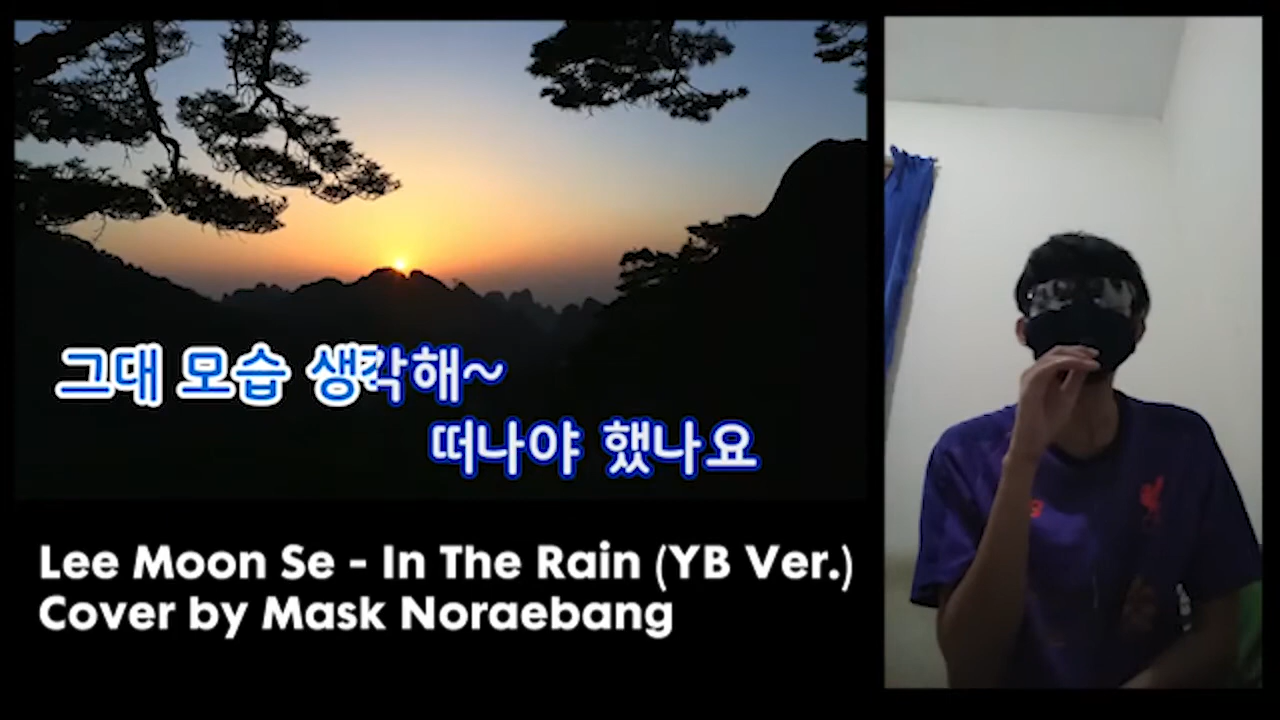 그대 모습 생각해~
떠나야 했나요
Lee Moon Se - In The Rain (YB Ver.)
Cover by Mask Noraebang